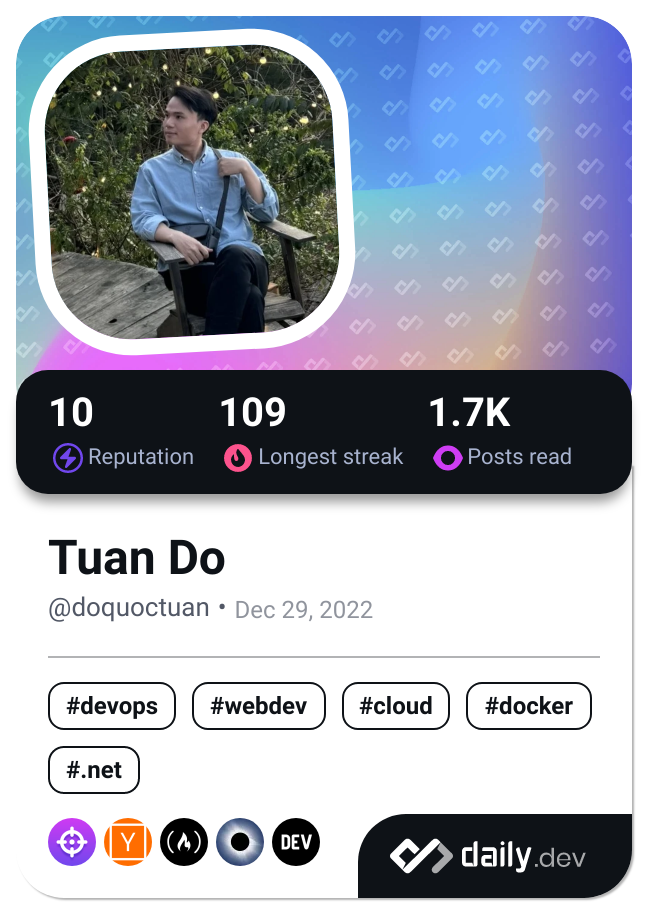 10 109 1.7K
Reputation Longest streak Posts read
Tuan Do
@doquoctuan • Dec 29, 2022
#devops #webdev #cloud #docker
#.net
Y DEV
daily.dev